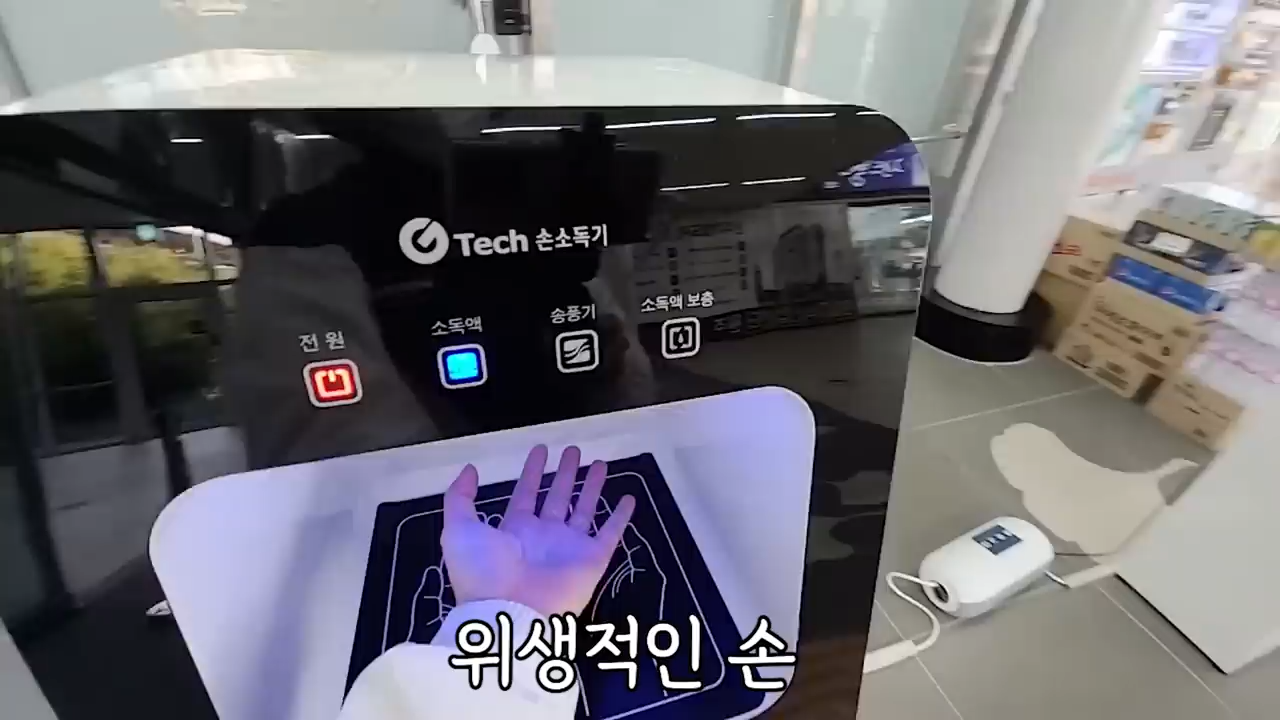 Tech 손소독기
전원
소독액
송풍기
소독액 보충
위생적인 손